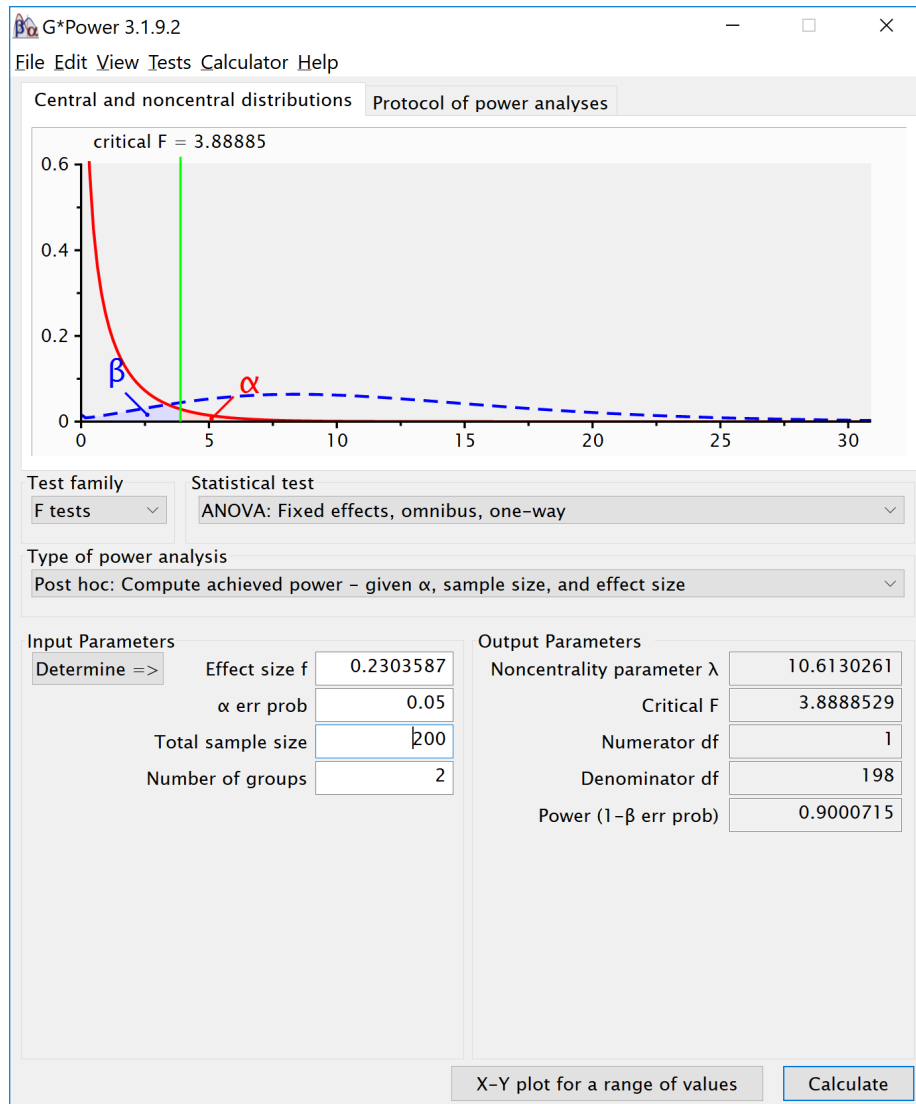 G*Power 3.1.9.2
File Edit View Tests Calculator Help
Central and noncentral distributions Protocol of power analyses
critical F = 3.88885
0.6
0.4
0.2
0
β
α
0 5 10 15 20 25 30
Test family Statistical test
F tests ANOVA: Fixed effects, omnibus, one-way
Type of power analysis
Post hoc: Compute achieved power – given α, sample size, and effect size
Input Parameters
Determine => Effect size f 0.2303587
α err prob 0.05
Total sample size 200
Number of groups 2
Output Parameters
Noncentrality parameter λ 10.6130261
Critical F 3.8888529
Numerator df 1
Denominator df 198
Power (1-β err prob) 0.9000715
X-Y plot for a range of values Calculate